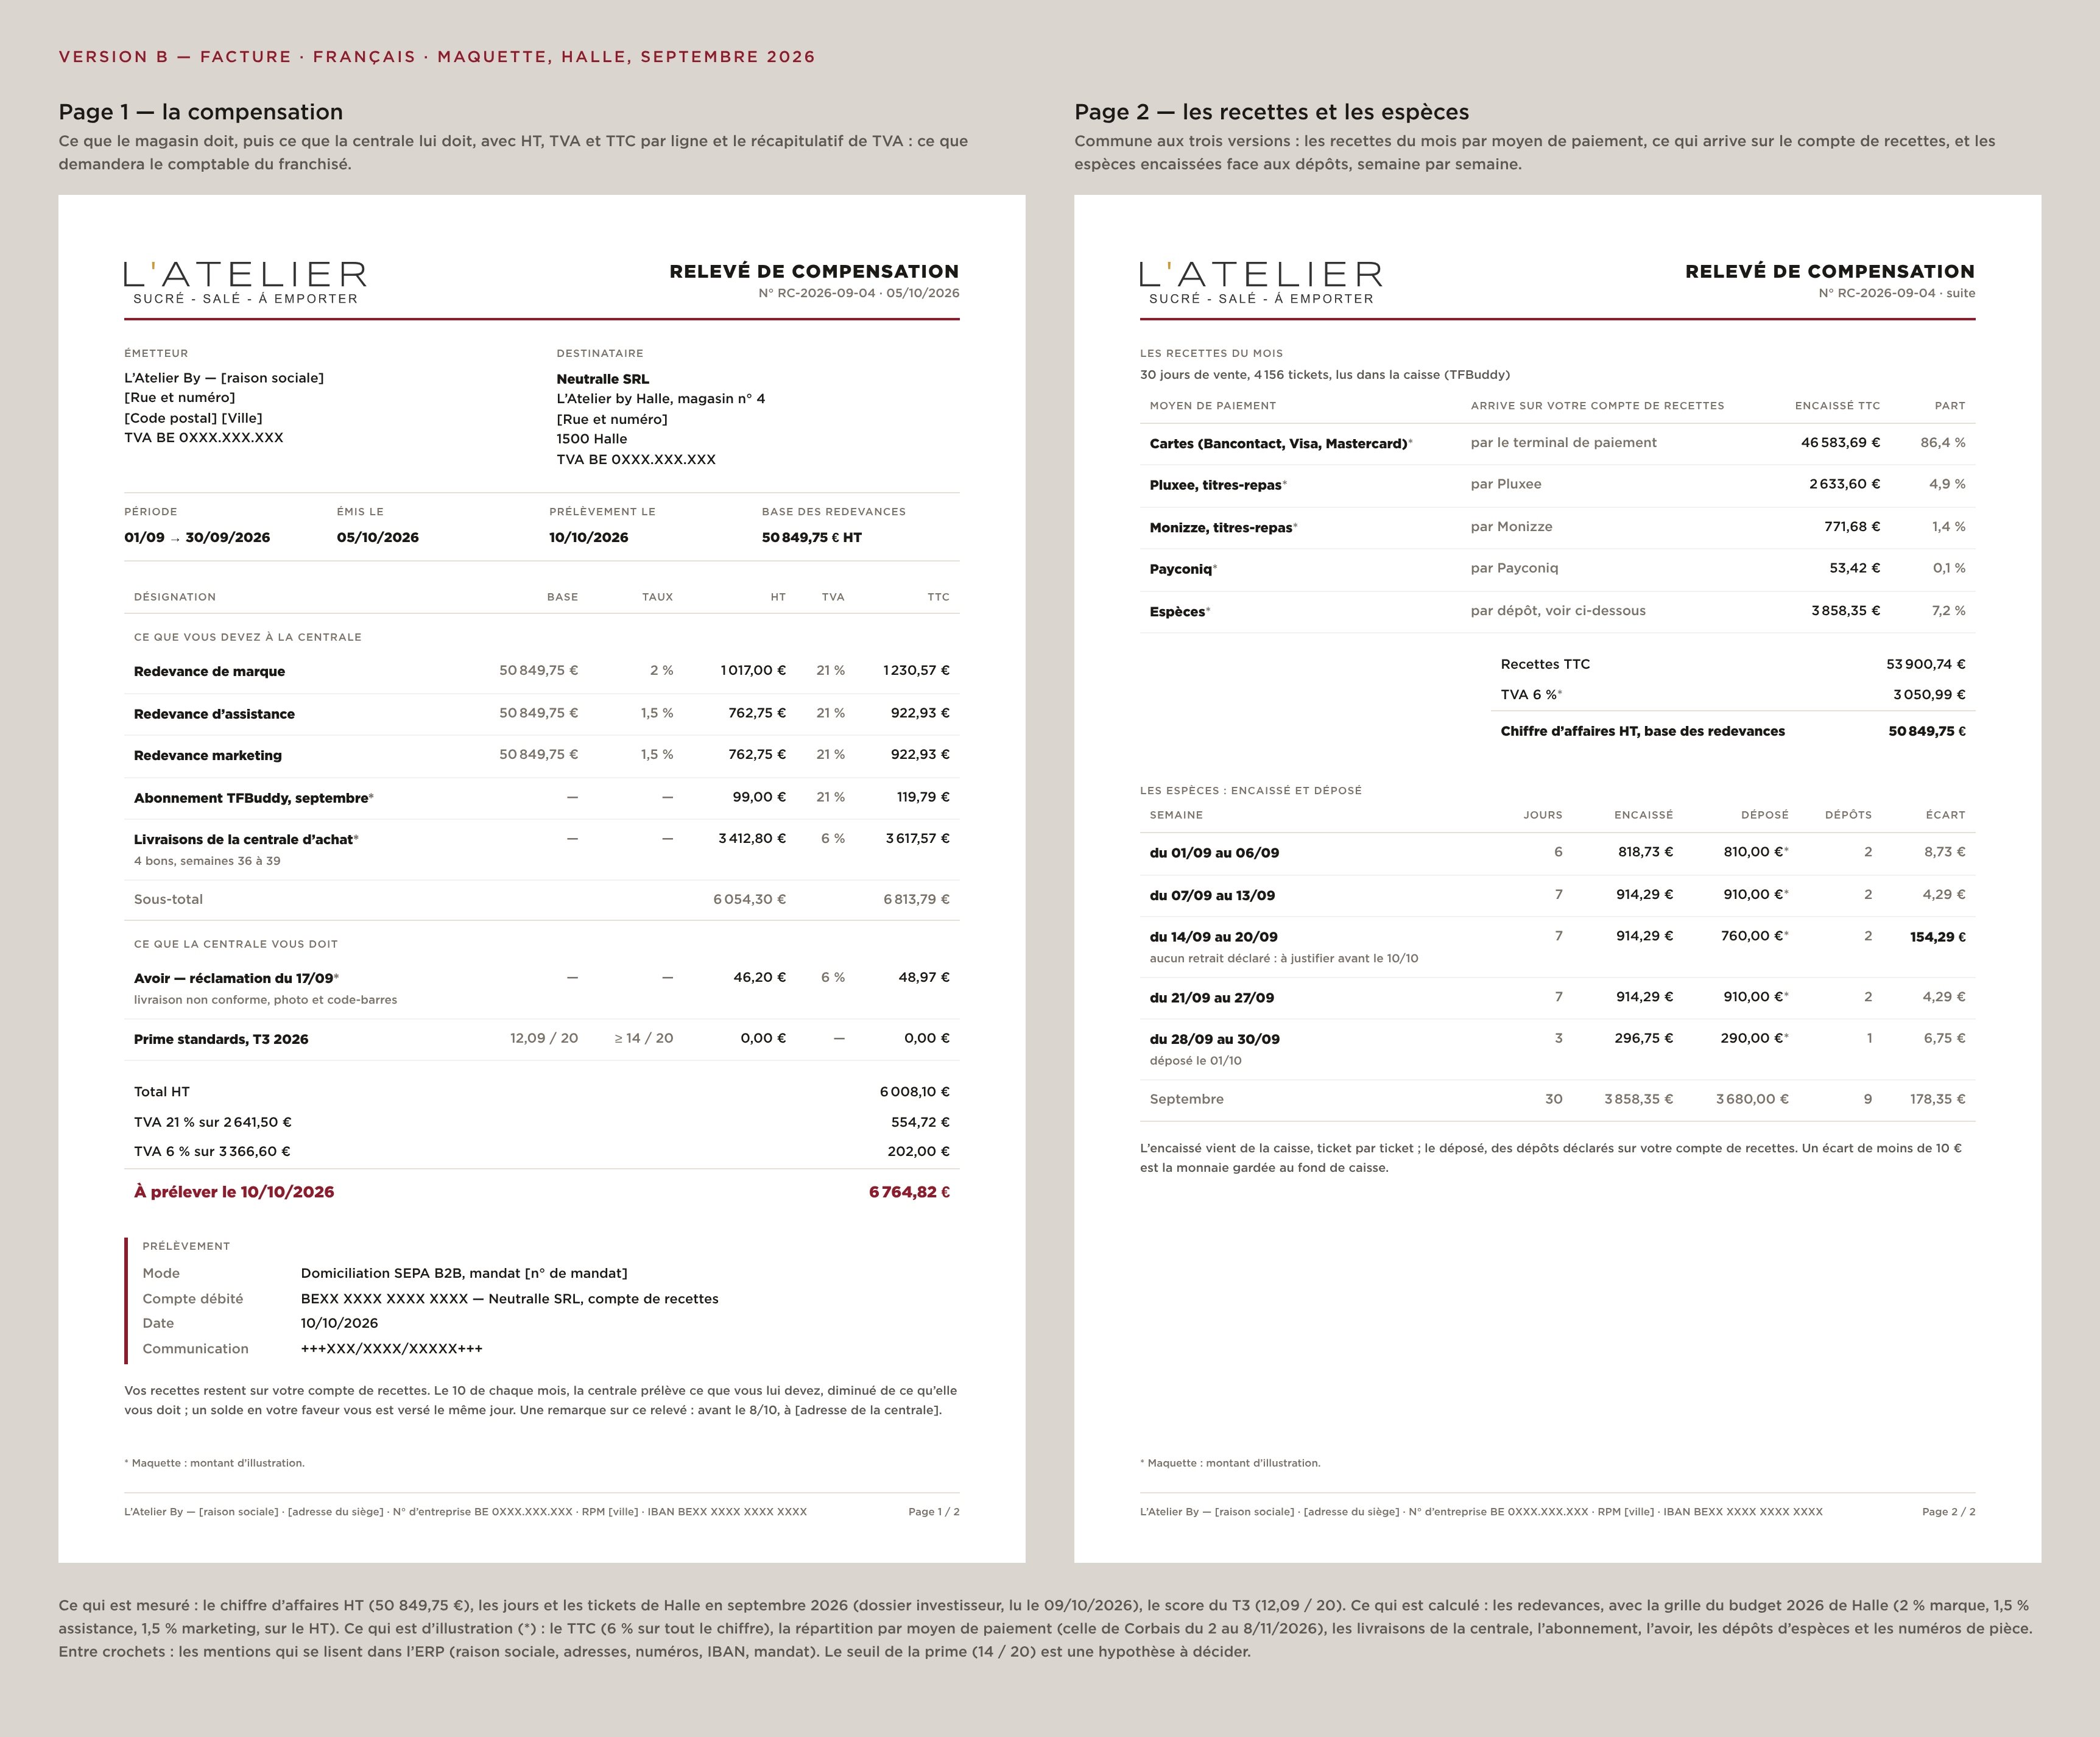 VERSION B — FACTURE · FRANÇAIS · MAQUETTE, HALLE, SEPTEMBRE 2026
Page 1 — la compensation
Ce que le magasin doit, puis ce que la centrale lui doit, avec HT, TVA et TTC par ligne et le récapitulatif de TVA : ce que
demandera le comptable du franchisé.
L'ATELIER
SUCRÉ - SALÉ - Á EMPORTER
RELEVÉ DE COMPENSATION
N° RC-2026-09-04 · 05/10/2026
ÉMETTEUR
L’Atelier By — [raison sociale]
[Rue et numéro]
[Code postal] [Ville]
TVA BE 0XXX.XXX.XXX
DESTINATAIRE
Neutralle SRL
L’Atelier by Halle, magasin n° 4
[Rue et numéro]
1500 Halle
TVA BE 0XXX.XXX.XXX
PÉRIODE ÉMIS LE PRÉLÈVEMENT LE BASE DES REDEVANCES
01/09 → 30/09/2026 05/10/2026 10/10/2026 50 849,75 € HT
DÉSIGNATION BASE TAUX HT TVA TTC
CE QUE VOUS DEVEZ À LA CENTRALE
Redevance de marque 50 849,75 € 2 % 1 017,00 € 21 % 1 230,57 €
Redevance d’assistance 50 849,75 € 1,5 % 762,75 € 21 % 922,93 €
Redevance marketing 50 849,75 € 1,5 % 762,75 € 21 % 922,93 €
Abonnement TFBuddy, septembre* — — 99,00 € 21 % 119,79 €
Livraisons de la centrale d’achat* — — 3 412,80 € 6 % 3 617,57 €
4 bons, semaines 36 à 39
Sous-total 6 054,30 € 6 813,79 €
CE QUE LA CENTRALE VOUS DOIT
Avoir — réclamation du 17/09* — — 46,20 € 6 % 48,97 €
livraison non conforme, photo et code-barres
Prime standards, T3 2026 12,09 / 20 ≥ 14 / 20 0,00 € — 0,00 €
Total HT 6 008,10 €
TVA 21 % sur 2 641,50 € 554,72 €
TVA 6 % sur 3 366,60 € 202,00 €
À prélever le 10/10/2026 6 764,82 €
PRÉLÈVEMENT
Mode Domiciliation SEPA B2B, mandat [n° de mandat]
Compte débité BEXX XXXX XXXX XXXX — Neutralle SRL, compte de recettes
Date 10/10/2026
Communication +++XXX/XXXX/XXXXX+++
Vos recettes restent sur votre compte de recettes. Le 10 de chaque mois, la centrale prélève ce que vous lui devez, diminué de ce qu’elle
vous doit ; un solde en votre faveur vous est versé le même jour. Une remarque sur ce relevé : avant le 8/10, à [adresse de la centrale].
* Maquette : montant d’illustration.
L’Atelier By — [raison sociale] · [adresse du siège] · N° d’entreprise BE 0XXX.XXX.XXX · RPM [ville] · IBAN BEXX XXXX XXXX XXXX Page 1 / 2
Page 2 — les recettes et les espèces
Commune aux trois versions : les recettes du mois par moyen de paiement, ce qui arrive sur le compte de recettes, et les
espèces encaissées face aux dépôts, semaine par semaine.
L'ATELIER
SUCRÉ - SALÉ - Á EMPORTER
RELEVÉ DE COMPENSATION
N° RC-2026-09-04 · suite
LES RECETTES DU MOIS
30 jours de vente, 4 156 tickets, lus dans la caisse (TFBuddy)
MOYEN DE PAIEMENT ARRIVE SUR VOTRE COMPTE DE RECETTES ENCAISSÉ TTC PART
Cartes (Bancontact, Visa, Mastercard)* par le terminal de paiement 46 583,69 € 86,4 %
Pluxee, titres-repas* par Pluxee 2 633,60 € 4,9 %
Monizze, titres-repas* par Monizze 771,68 € 1,4 %
Payconiq* par Payconiq 53,42 € 0,1 %
Espèces* par dépôt, voir ci-dessous 3 858,35 € 7,2 %
Recettes TTC 53 900,74 €
TVA 6 %* 3 050,99 €
Chiffre d’affaires HT, base des redevances 50 849,75 €
LES ESPÈCES : ENCAISSÉ ET DÉPOSÉ
SEMAINE JOURS ENCAISSÉ DÉPOSÉ DÉPÔTS ÉCART
du 01/09 au 06/09 6 818,73 € 810,00 €* 2 8,73 €
du 07/09 au 13/09 7 914,29 € 910,00 €* 2 4,29 €
du 14/09 au 20/09 7 914,29 € 760,00 €* 2 154,29 €
aucun retrait déclaré : à justifier avant le 10/10
du 21/09 au 27/09 7 914,29 € 910,00 €* 2 4,29 €
du 28/09 au 30/09 3 296,75 € 290,00 €* 1 6,75 €
déposé le 01/10
Septembre 30 3 858,35 € 3 680,00 € 9 178,35 €
L’encaissé vient de la caisse, ticket par ticket ; le déposé, des dépôts déclarés sur votre compte de recettes. Un écart de moins de 10 €
est la monnaie gardée au fond de caisse.
* Maquette : montant d’illustration.
L’Atelier By — [raison sociale] · [adresse du siège] · N° d’entreprise BE 0XXX.XXX.XXX · RPM [ville] · IBAN BEXX XXXX XXXX XXXX Page 2 / 2
Ce qui est mesuré : le chiffre d’affaires HT (50 849,75 €), les jours et les tickets de Halle en septembre 2026 (dossier investisseur, lu le 09/10/2026), le score du T3 (12,09 / 20). Ce qui est calculé : les redevances, avec la grille du budget 2026 de Halle (2 % marque, 1,5 %
assistance, 1,5 % marketing, sur le HT). Ce qui est d’illustration (*) : le TTC (6 % sur tout le chiffre), la répartition par moyen de paiement (celle de Corbais du 2 au 8/11/2026), les livraisons de la centrale, l’abonnement, l’avoir, les dépôts d’espèces et les numéros de pièce.
Entre crochets : les mentions qui se lisent dans l’ERP (raison sociale, adresses, numéros, IBAN, mandat). Le seuil de la prime (14 / 20) est une hypothèse à décider.